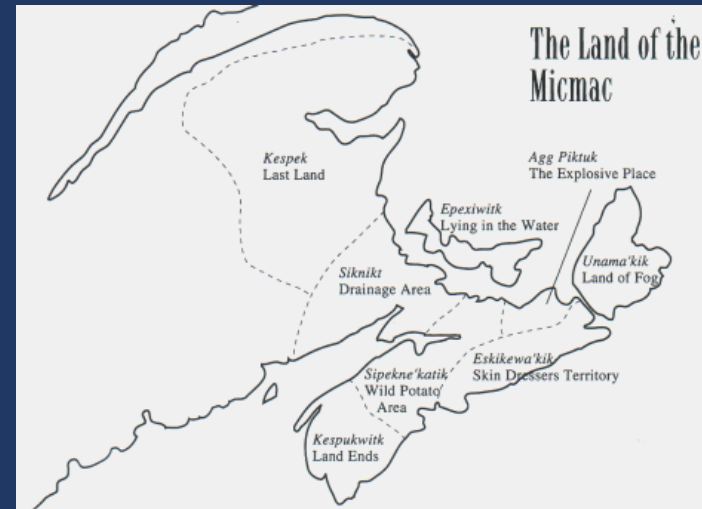 The Land of the
Micmac
Kespek
Last Land
Agg Piktuk
The Explosive Place
Epexiwitk
Lying in the Water
Unama'kik
Land of Fog
Siknikt
Drainage Area
Eskikewa'kik
Skin Dressers Territory
Sipekne'katik
Wild Potato
Area
Kespukwitk
Land Ends